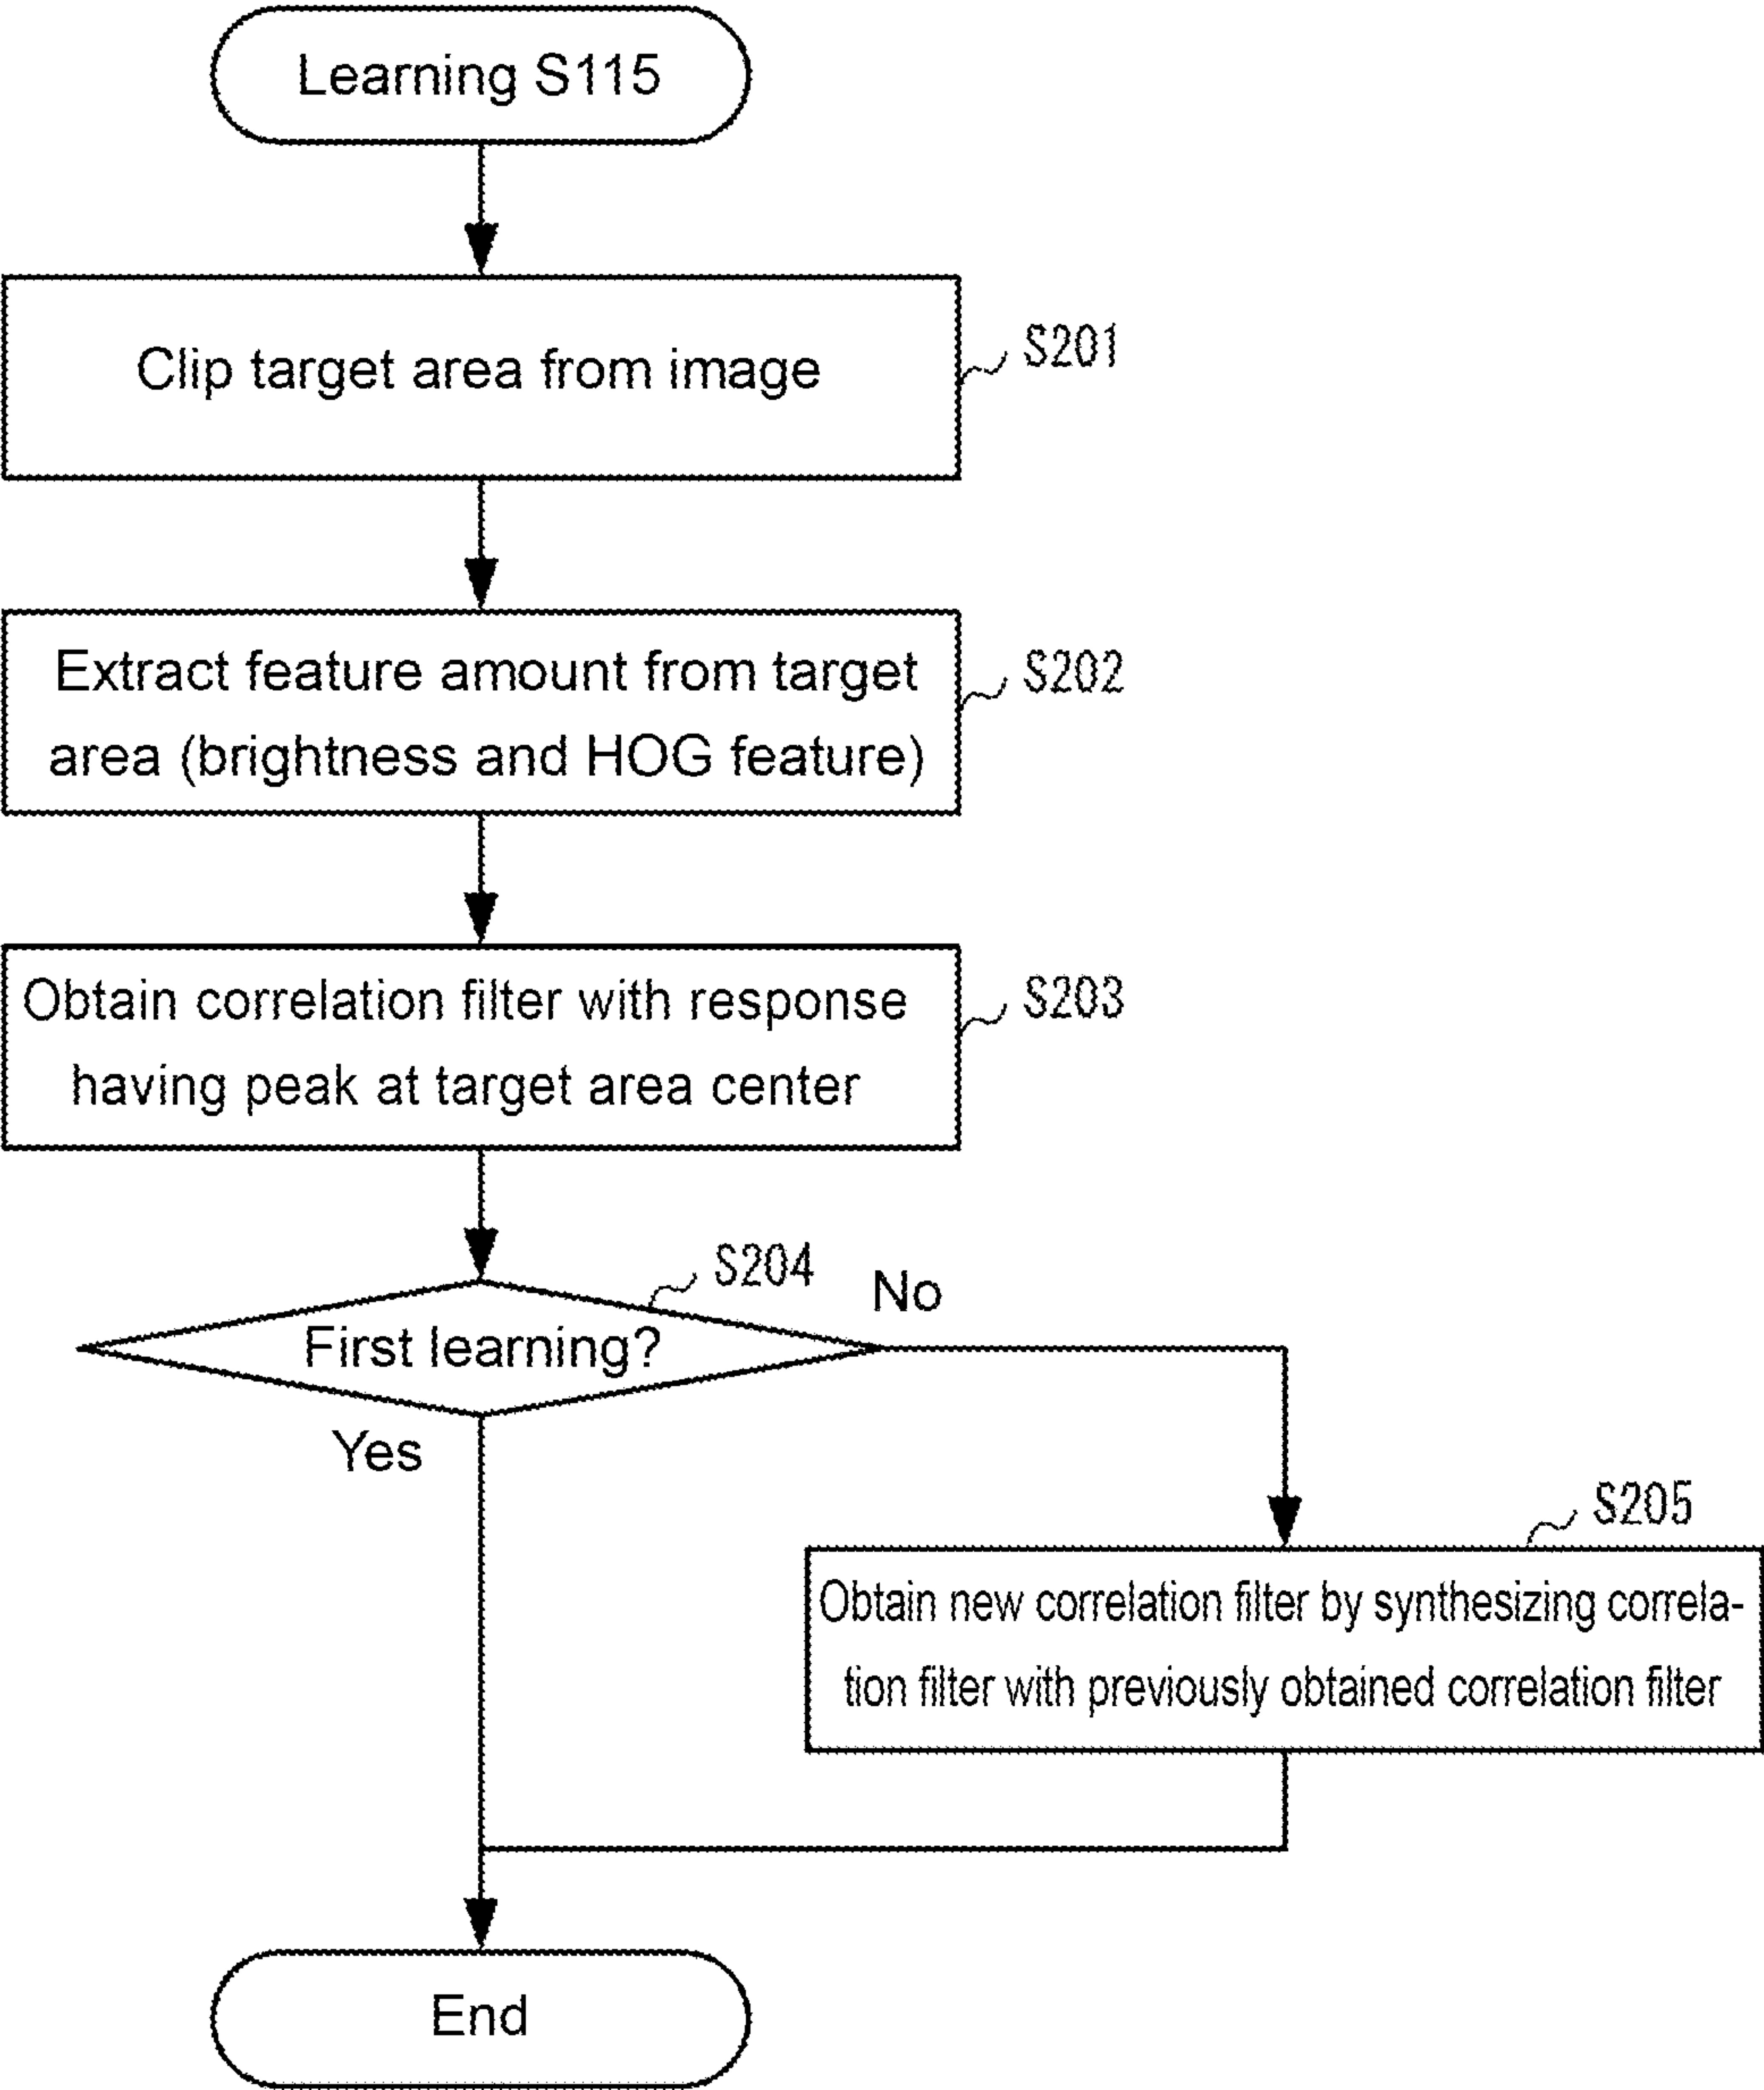 Learning S115
Clip target area from image
S201
Extract feature amount from target
area (brightness and HOG feature)
S202
Obtain correlation filter with response
having peak at target area center
S203
S204
First learning?
No
Yes
S205
Obtain new correlation filter by synthesizing correla-
tion filter with previously obtained correlation filter
End